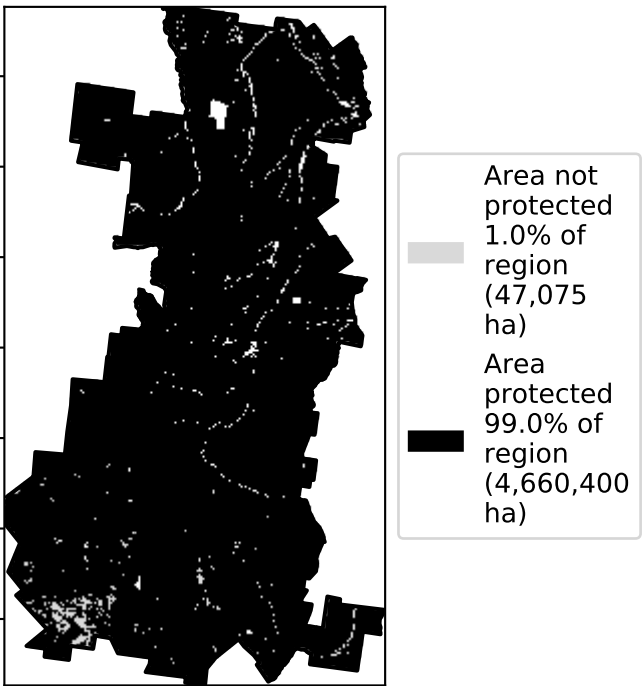 Area not
protected
1.0% of
region
(47,075
ha)
Area
protected
99.0% of
region
(4,660,400
ha)